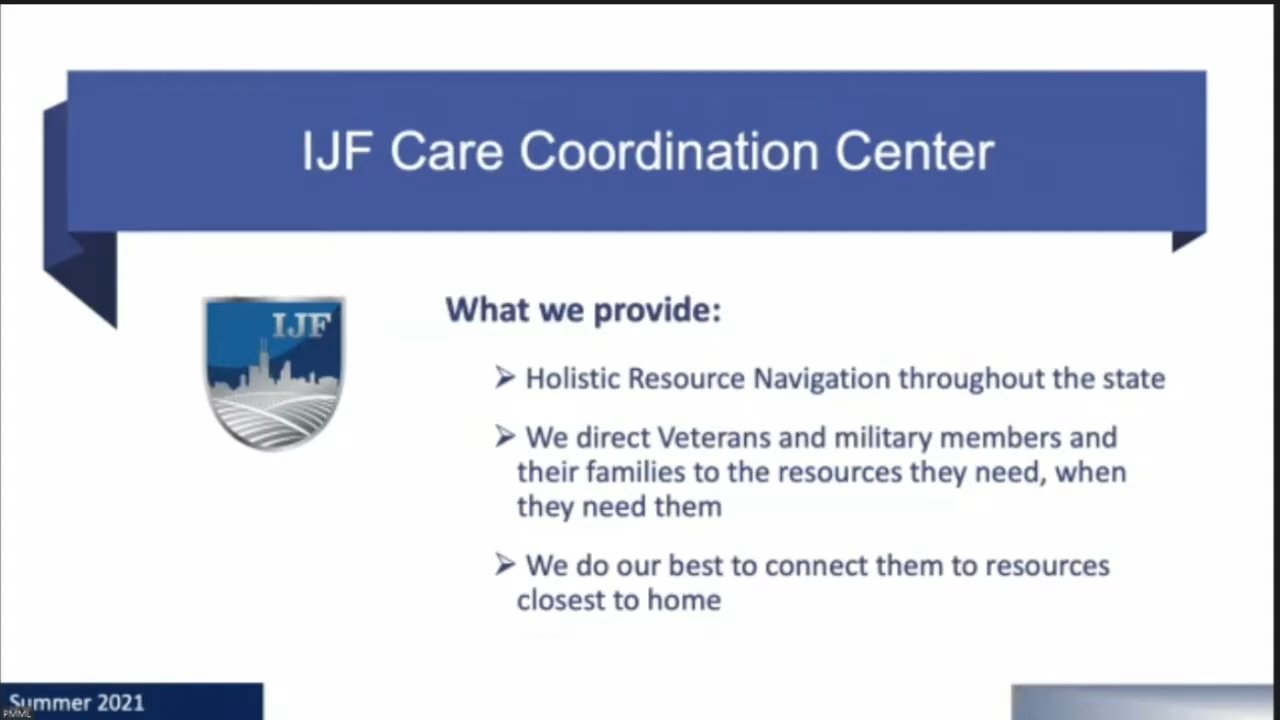 IJF Care Coordination Center
IJF
What we provide:
➢ Holistic Resource Navigation throughout the state
➢ We direct Veterans and military members and
their families to the resources they need, when
they need them
➢ We do our best to connect them to resources
closest to home
Summer 2021
PMML